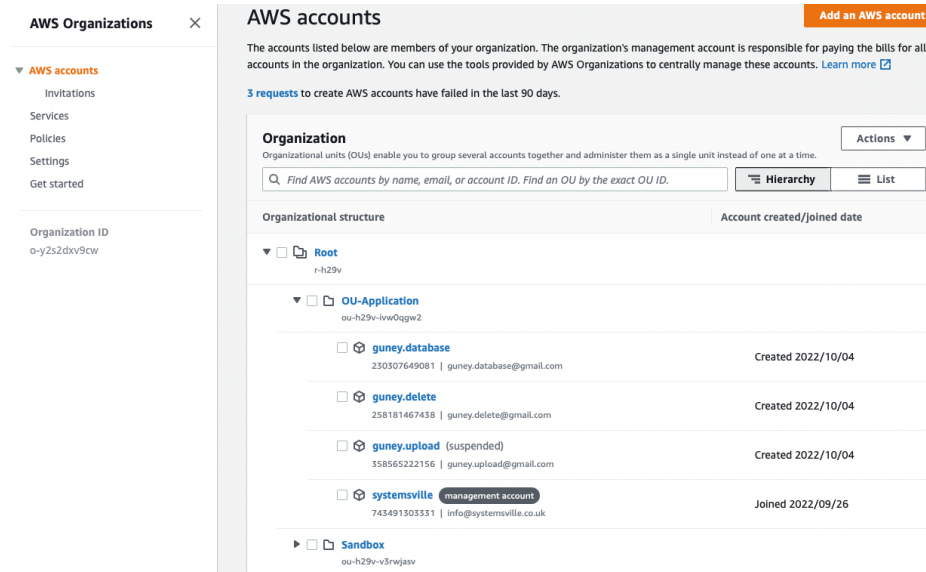 AWS Organizations
AWS accounts
Invitations
Services
Policies
Settings
Get started
Organization ID
o-y2s2dxv9cw
AWS accounts
Add an AWS account
The accounts listed below are members of your organization. The organization's management account is responsible for paying the bills for all
accounts in the organization. You can use the tools provided by AWS Organizations to centrally manage these accounts. Learn more
3 requests to create AWS accounts have failed in the last 90 days.
Organization
Actions
Organizational units (OUs) enable you to group several accounts together and administer them as a single unit instead of one at a time.
Find AWS accounts by name, email, or account ID. Find an OU by the exact OU ID.
Hierarchy
List
Organizational structure
Account created/joined date
Root
r-h29v
OU-Application
ou-h29v-ivw0qgw2
guney.database
230307649081 | guney.database@gmail.com
Created 2022/10/04
guney.delete
258181467438 | guney.delete@gmail.com
Created 2022/10/04
guney.upload (suspended)
358565222156 | guney.upload@gmail.com
Created 2022/10/04
systemsville management account
743491303331 | info@systemsville.co.uk
Joined 2022/09/26
Sandbox
ou-h29v-v3rwjasv